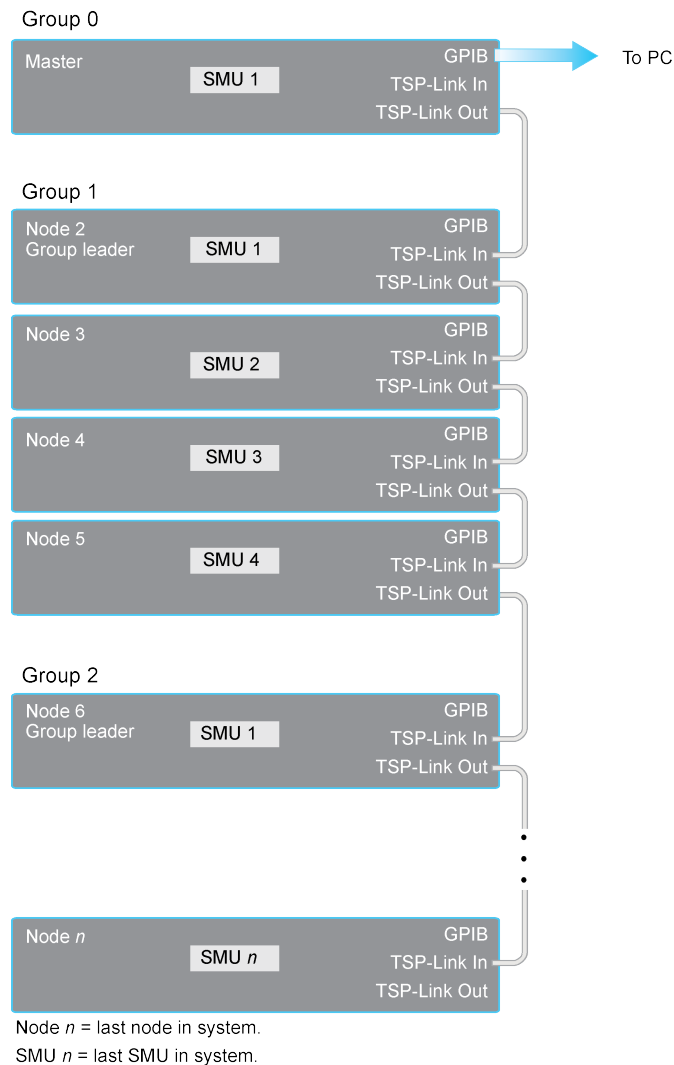 Group 0
Master
SMU 1
GPIB
To PC
TSP-Link In
TSP-Link Out
Group 1
Node 2
Group leader
SMU 1
GPIB
TSP-Link In
TSP-Link Out
Node 3
SMU 2
GPIB
TSP-Link In
TSP-Link Out
Node 4
SMU 3
GPIB
TSP-Link In
TSP-Link Out
Node 5
SMU 4
GPIB
TSP-Link In
TSP-Link Out
Group 2
Node 6
Group leader
SMU 1
GPIB
TSP-Link In
TSP-Link Out
Node n
SMU n
GPIB
TSP-Link In
TSP-Link Out
Node n = last node in system.
SMU n = last SMU in system.